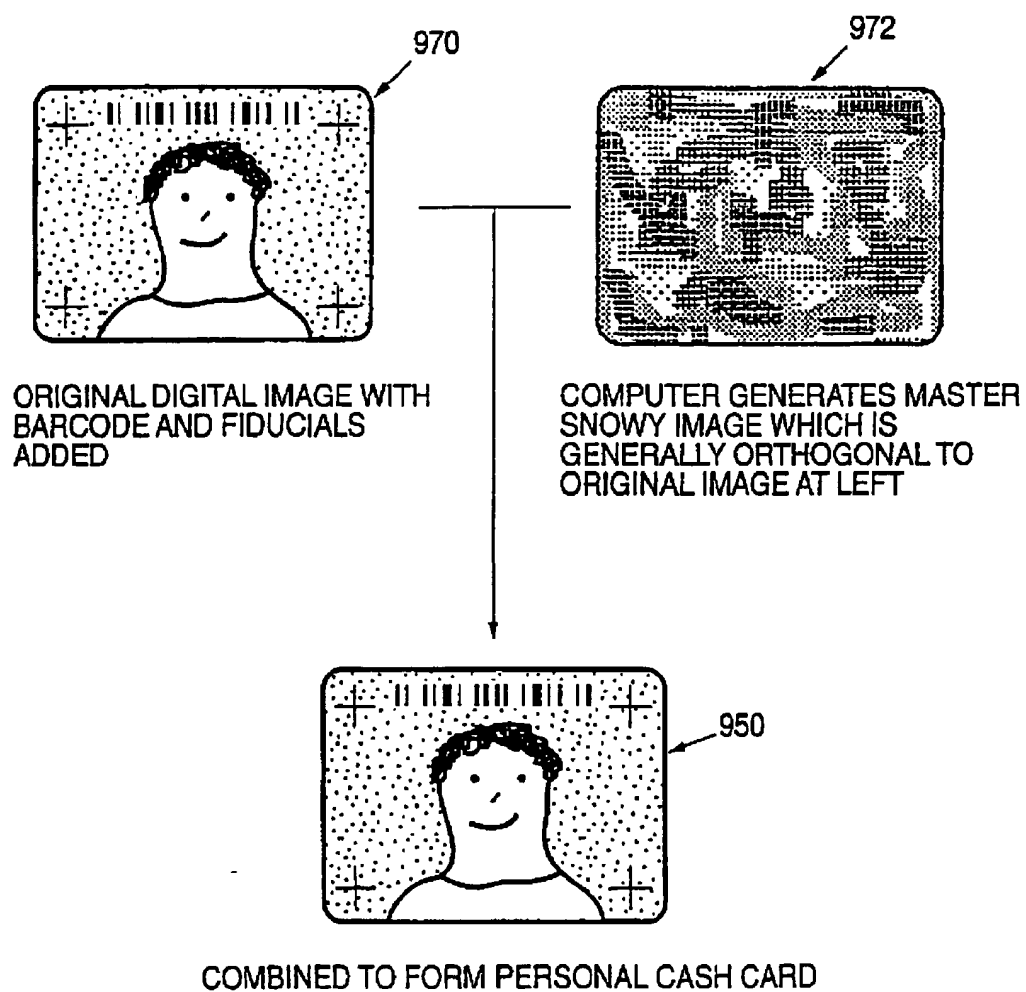 970
972
ORIGINAL DIGITAL IMAGE WITH
BARCODE AND FIDUCIALS
ADDED
COMPUTER GENERATES MASTER
SNOWY IMAGE WHICH IS
GENERALLY ORTHOGONAL TO
ORIGINAL IMAGE AT LEFT
950
COMBINED TO FORM PERSONAL CASH CARD